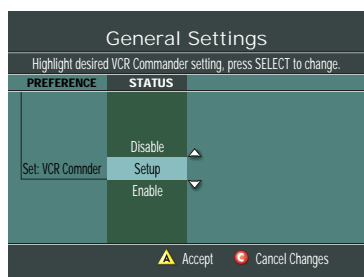 General Settings
Highlight desired VCR Commander setting, press SELECT to change.
PREFERENCE STATUS
Disable
Set: VCR Comnder Setup
Enable
A Accept C Cancel Changes